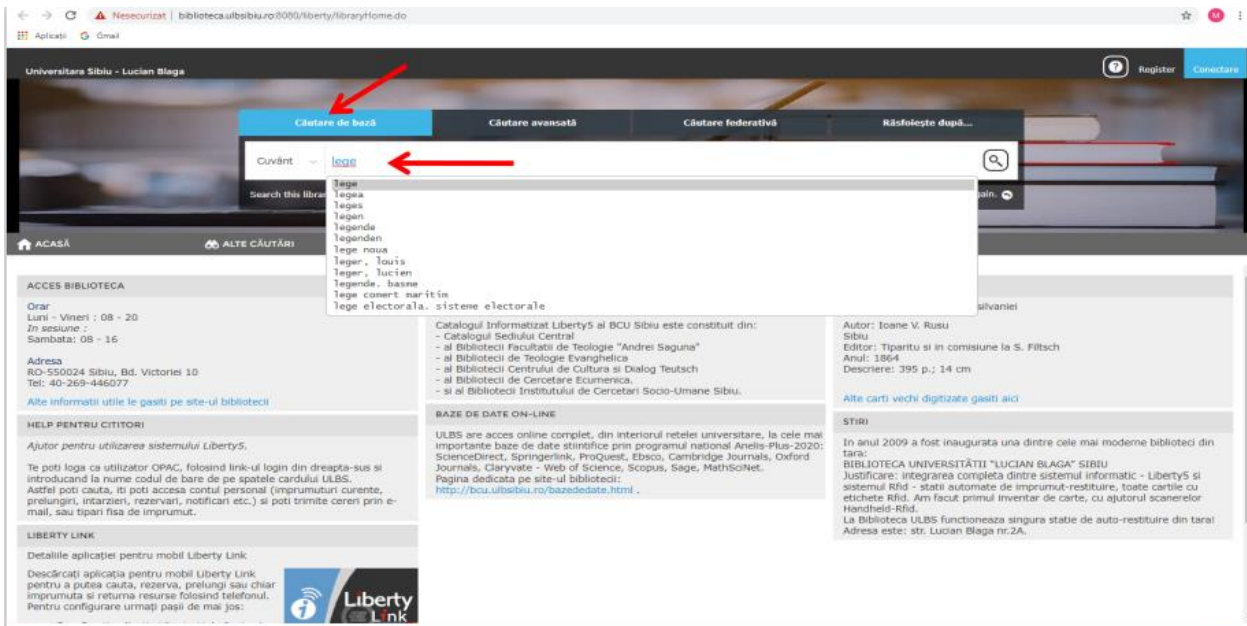 Nesecurizat | biblioteca.ulbsibiu.ro:8080/liberty/libraryHome.do
M
Aplicații G Gmail
Universitara Sibiu - Lucian Blaga
? Register Conectare
Căutare de bază Căutare avansată Căutare federativă Răsfoiește după...
Cuvânt lege
Search this
lege
legea
leges
legen
legende
legenden
lege noua
leger, louis
leger, lucien
legende. basme
lege comert maritim
lege electorala. sisteme electorale
ACASĂ ALTE CĂUTĂRI
ACCES BIBLIOTECA
Orar
Luni - Vineri : 08 - 20
In sesiune :
Sambata: 08 - 16
Adresa
RO-550024 Sibiu, Bd. Victoriei 10
Tel: 40-269-446077
Alte informatii utile le gasiti pe site-ul bibliotecii
HELP PENTRU CITITORI
Ajutor pentru utilizarea sistemului Liberty5.
Te poti loga ca utilizator OPAC, folosind link-ul login din dreapta-sus si
introducand la nume codul de bare de pe spatele cardului ULBS.
Astfel poti cauta, iti poti accesa contul personal (imprumuturi curente,
prelungiri, intarzieri, rezervari, notificari etc.) si poti trimite cereri prin e-
mail, sau tipari fisa de imprumut.
LIBERTY LINK
Detaliile aplicației pentru mobil Liberty Link
Descărcați aplicația pentru mobil Liberty Link
pentru a putea cauta, rezerva, prelungi sau chiar
imprumuta si returna resurse folosind telefonul.
Pentru configurare urmați pașii de mai jos:
Liberty
Link
Catalogul Informatizat Liberty5 al BCU Sibiu este constituit din:
- Catalogul Sediului Central
- al Bibliotecii Facultatii de Teologie "Andrei Saguna"
- al Bibliotecii de Teologie Evanghelica
- al Bibliotecii Centrului de Cultura si Dialog Teutsch
- al Bibliotecii de Cercetare Ecumenica,
- si al Bibliotecii Institutului de Cercetari Socio-Umane Sibiu.
BAZE DE DATE ON-LINE
ULBS are acces online complet, din interiorul retelei universitare, la cele mai
importante baze de date stiintifice prin programul national Anelis-Plus-2020:
ScienceDirect, Springerlink, ProQuest, Ebsco, Cambridge Journals, Oxford
Journals, Claryvate - Web of Science, Scopus, Sage, MathSciNet.
Pagina dedicata pe site-ul bibliotecii:
http://bcu.ulbsibiu.ro/bazededate.html .
Autor: Ioane V. Rusu
Sibiu
Editor: Tiparitu si in comisiune la S. Filtsch
Anul: 1864
Descriere: 395 p.; 14 cm
Alte carti vechi digitizate gasiti aici
STIRI
In anul 2009 a fost inaugurata una dintre cele mai moderne biblioteci din
tara:
BIBLIOTECA UNIVERSITĂTII "LUCIAN BLAGA" SIBIU
Justificare: integrarea completa dintre sistemul informatic - Liberty5 si
sistemul Rfid - statii automate de imprumut-restituire, toate cartile cu
etichete Rfid. Am facut primul inventar de carte, cu ajutorul scanerelor
Handheld-Rfid.
La Biblioteca ULBS functioneaza singura statie de auto-restituire din tara!
Adresa este: str. Lucian Blaga nr.2A.